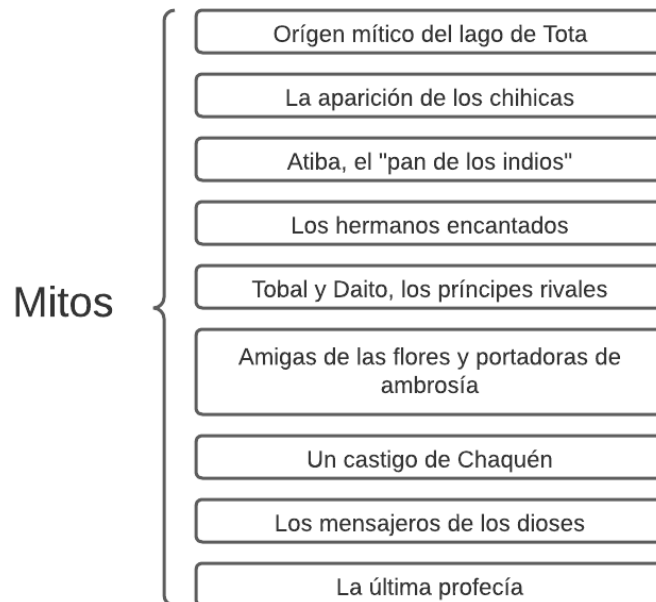 Mitos
Orígen mítico del lago de Tota
La aparición de los chihicas
Atiba, el "pan de los indios"
Los hermanos encantados
Tobal y Daito, los príncipes rivales
Amigas de las flores y portadoras de
ambrosía
Un castigo de Chaquén
Los mensajeros de los dioses
La última profecía